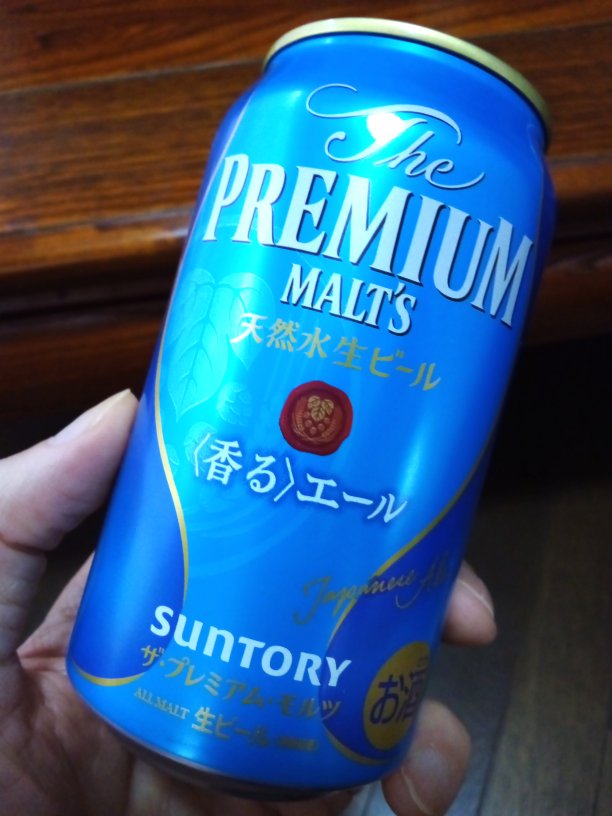 The
PREMIUM
MALT'S
天然水生ビール
〈香る〉エール
Japanese Ale
SUNTORY
ザ・プレミアム・モルツ
ALL MALT 生ビール
お酒